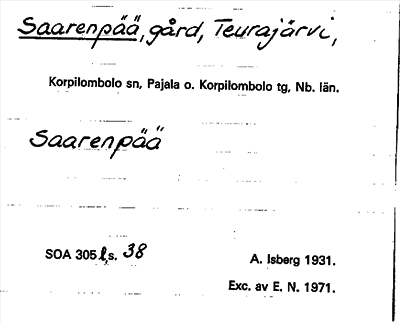 Saarenpää, gård, Teurajärvi,
Korpilombolo sn, Pajala o. Korpilombolo tg, Nb. län.
Saarenpää
SOA 305 l, s. 38
A. Isberg 1931.
Exc. av E. N. 1971.